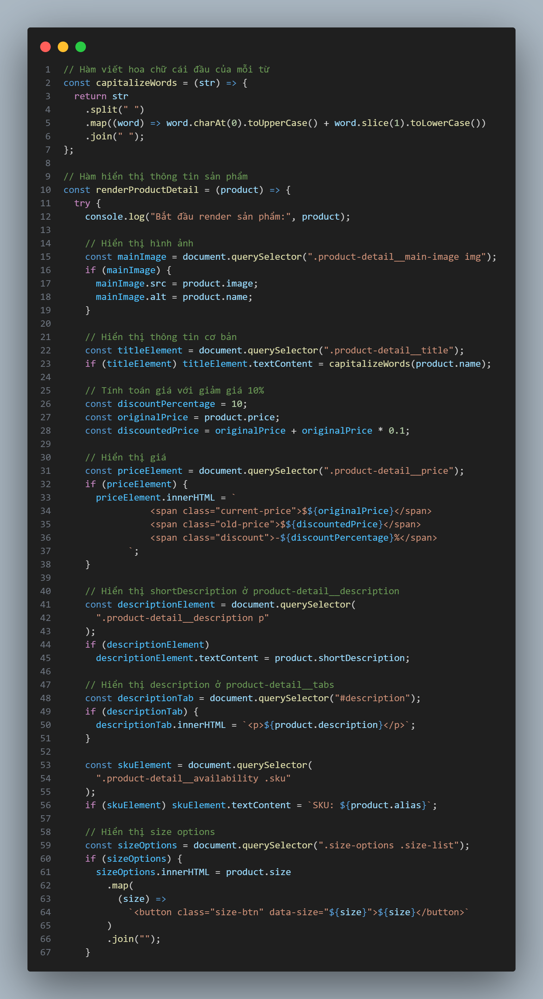 1 // Hàm viết hoa chữ cái đầu của mỗi từ
2 const capitalizeWords = (str) => {
3   return str
4     .split(" ")
5     .map((word) => word.charAt(0).toUpperCase() + word.slice(1).toLowerCase())
6     .join(" ");
7 };
8
9 // Hàm hiển thị thông tin sản phẩm
10 const renderProductDetail = (product) => {
11   try {
12     console.log("Bắt đầu render sản phẩm:", product);
13
14     // Hiển thị hình ảnh
15     const mainImage = document.querySelector(".product-detail__main-image img");
16     if (mainImage) {
17       mainImage.src = product.image;
18       mainImage.alt = product.name;
19     }
20
21     // Hiển thị thông tin cơ bản
22     const titleElement = document.querySelector(".product-detail__title");
23     if (titleElement) titleElement.textContent = capitalizeWords(product.name);
24
25     // Tính toán giá với giảm giá 10%
26     const discountPercentage = 10;
27     const originalPrice = product.price;
28     const discountedPrice = originalPrice + originalPrice * 0.1;
29
30     // Hiển thị giá
31     const priceElement = document.querySelector(".product-detail__price");
32     if (priceElement) {
33       priceElement.innerHTML = `
34                 <span class="current-price">$${originalPrice}</span>
35                 <span class="old-price">$${discountedPrice}</span>
36                 <span class="discount">-${discountPercentage}%</span>
37             `;
38     }
39
40     // Hiển thị shortDescription ở product-detail__description
41     const descriptionElement = document.querySelector(
42       ".product-detail__description p"
43     );
44     if (descriptionElement)
45       descriptionElement.textContent = product.shortDescription;
46
47     // Hiển thị description ở product-detail__tabs
48     const descriptionTab = document.querySelector("#description");
49     if (descriptionTab) {
50       descriptionTab.innerHTML = `<p>${product.description}</p>`;
51     }
52
53     const skuElement = document.querySelector(
54       ".product-detail__availability .sku"
55     );
56     if (skuElement) skuElement.textContent = `SKU: ${product.alias}`;
57
58     // Hiển thị size options
59     const sizeOptions = document.querySelector(".size-options .size-list");
60     if (sizeOptions) {
61       sizeOptions.innerHTML = product.size
62         .map(
63           (size) =>
64             `<button class="size-btn" data-size="${size}">${size}</button>`
65         )
66         .join("");
67     }